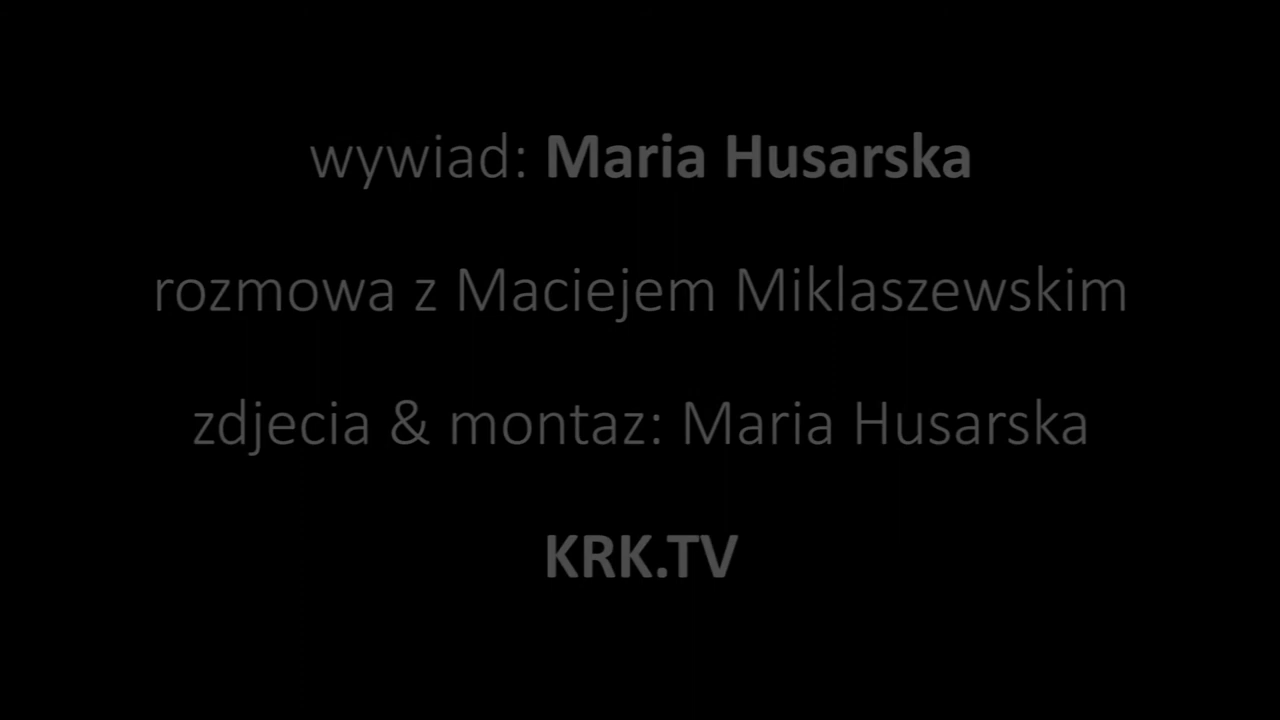 wywiad: Maria Husarska
rozmowa z Maciejem Miklaszewskim
zdjecia & montaz: Maria Husarska
KRK.TV